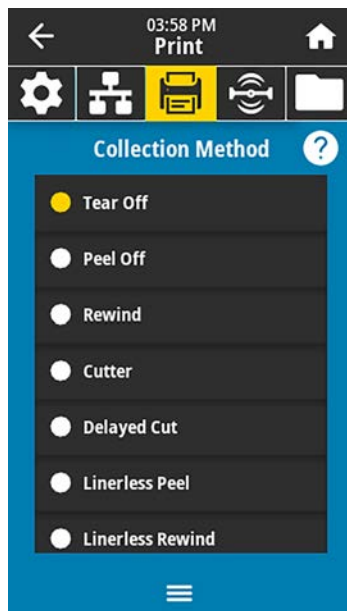 03:58 PM
Print
Collection Method ?
Tear Off
Peel Off
Rewind
Cutter
Delayed Cut
Linerless Peel
Linerless Rewind